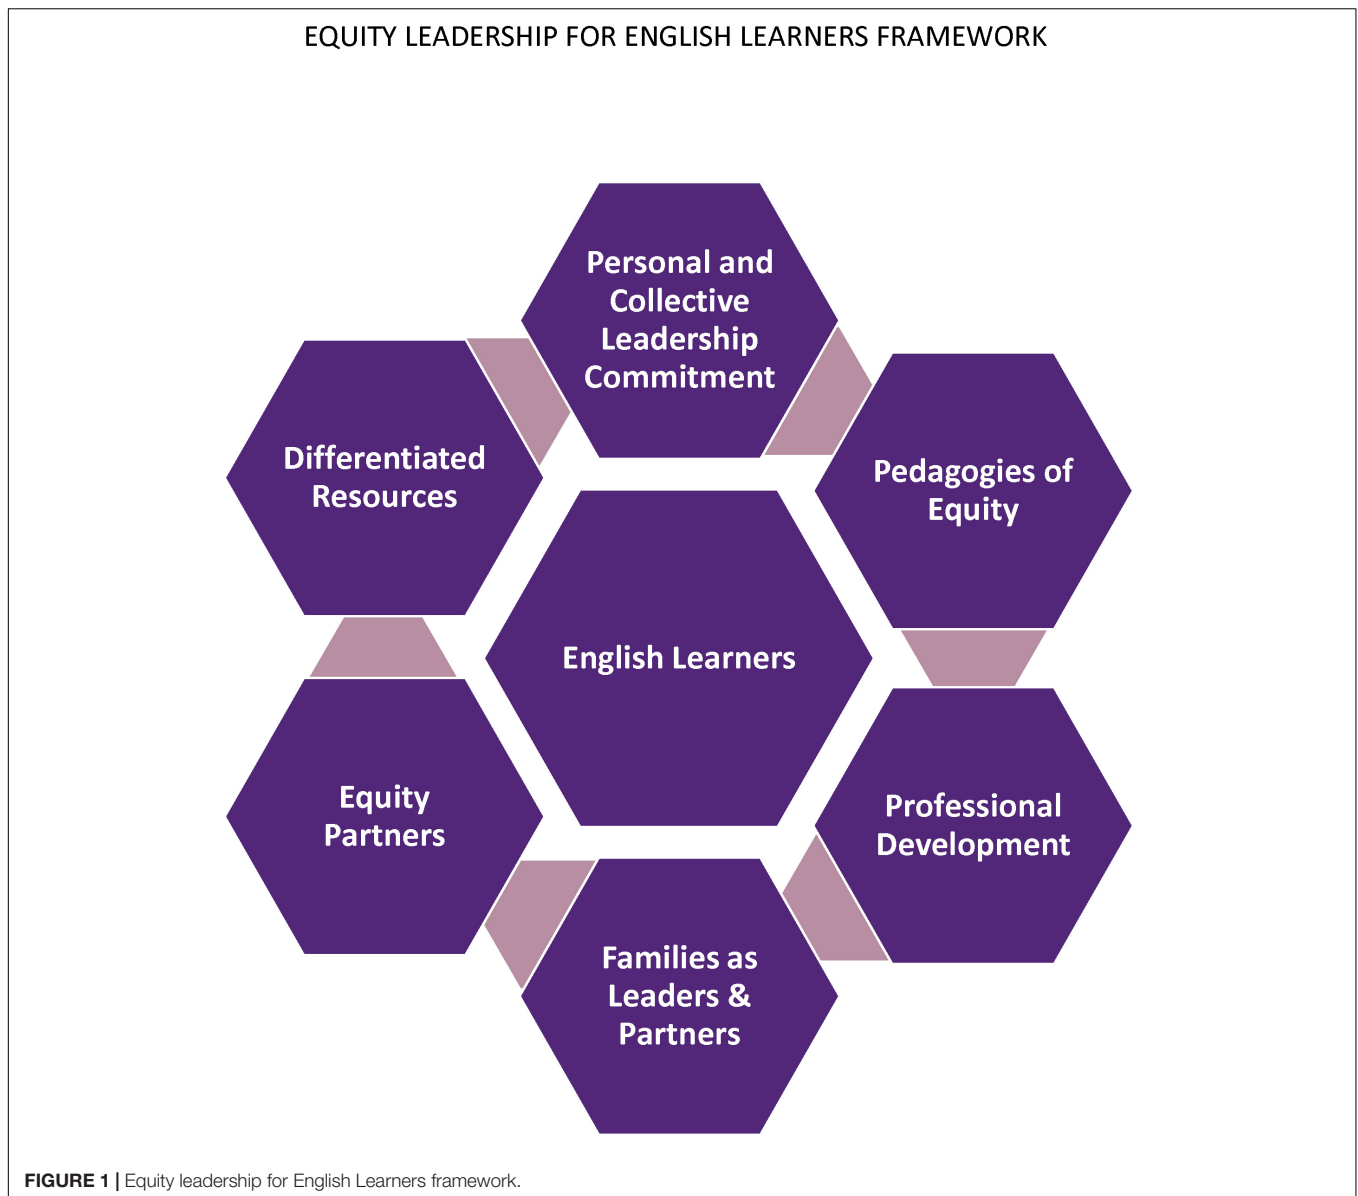 EQUITY LEADERSHIP FOR ENGLISH LEARNERS FRAMEWORK
Personal and
Collective
Leadership
Commitment
Differentiated
Resources
Pedagogies of
Equity
English Learners
Equity
Partners
Professional
Development
Families as
Leaders &
Partners
FIGURE 1 | Equity leadership for English Learners framework.